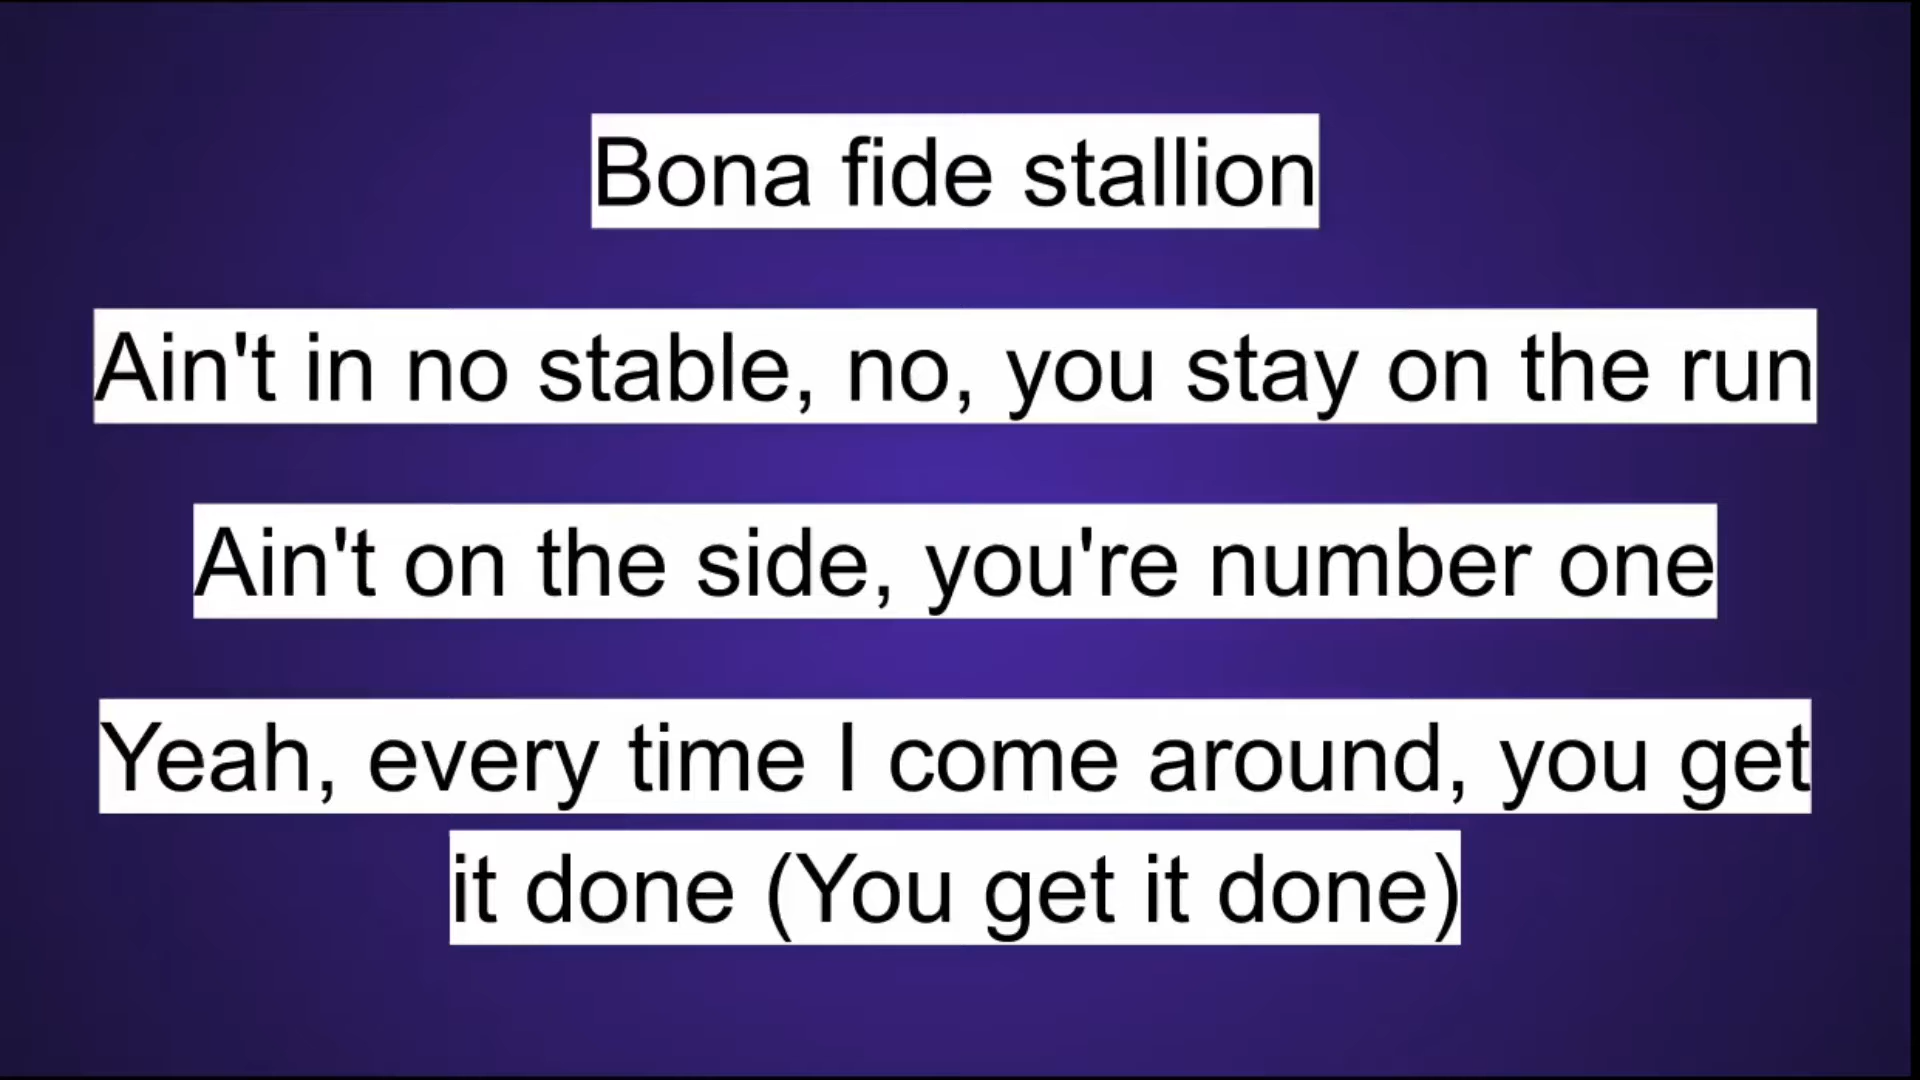 Bona fide stallion
Ain't in no stable, no, you stay on the run
Ain't on the side, you're number one
Yeah, every time I come around, you get
it done (You get it done)